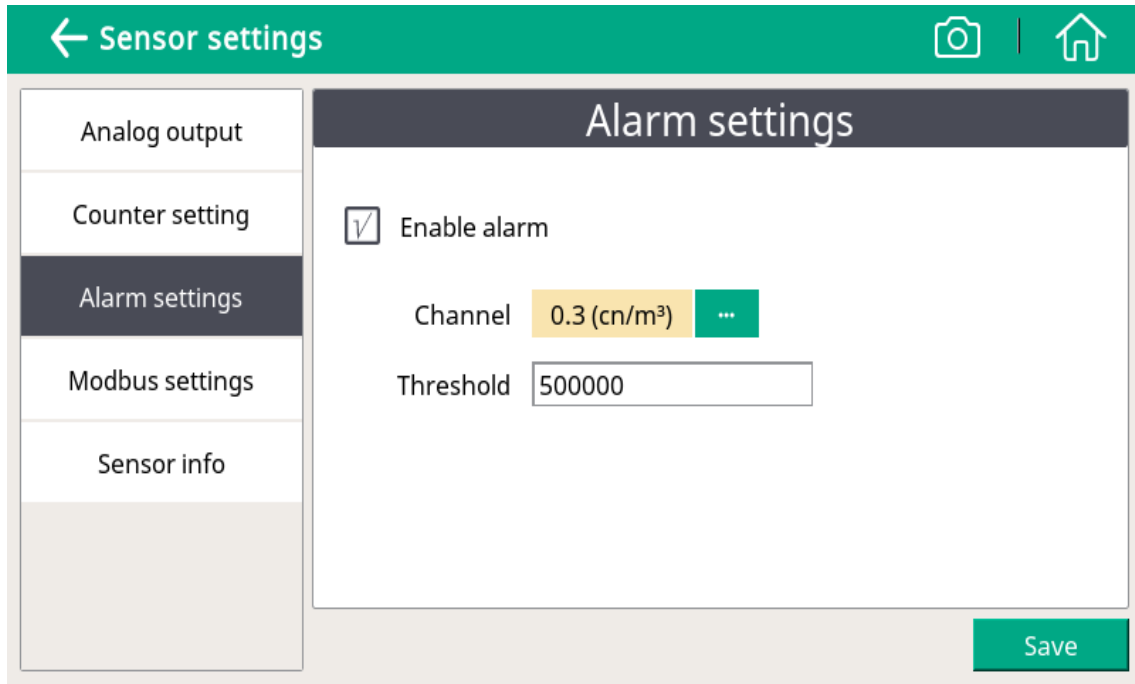 Sensor settings
Analog output
Counter setting
Alarm settings
Modbus settings
Sensor info
Alarm settings
Enable alarm
Channel 0.3 (cn/m³) ...
Threshold 500000
Save